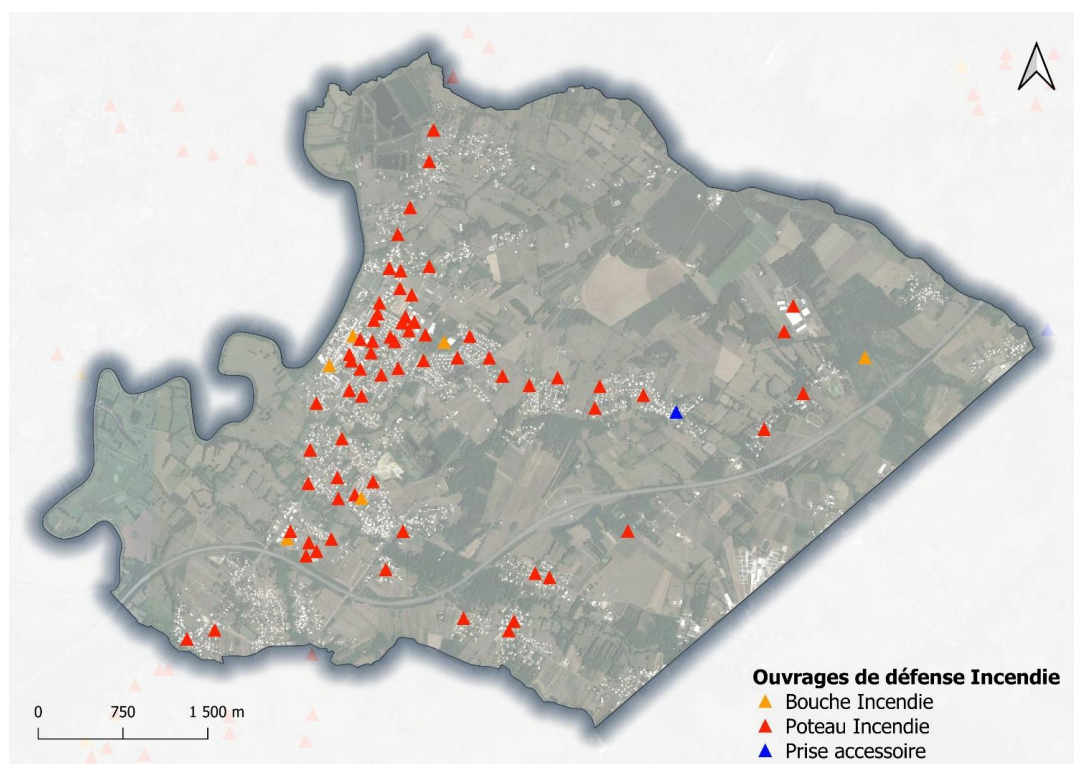 0 750 1 500 m
Ouvrages de défense Incendie
Bouche Incendie
Poteau Incendie
Prise accessoire